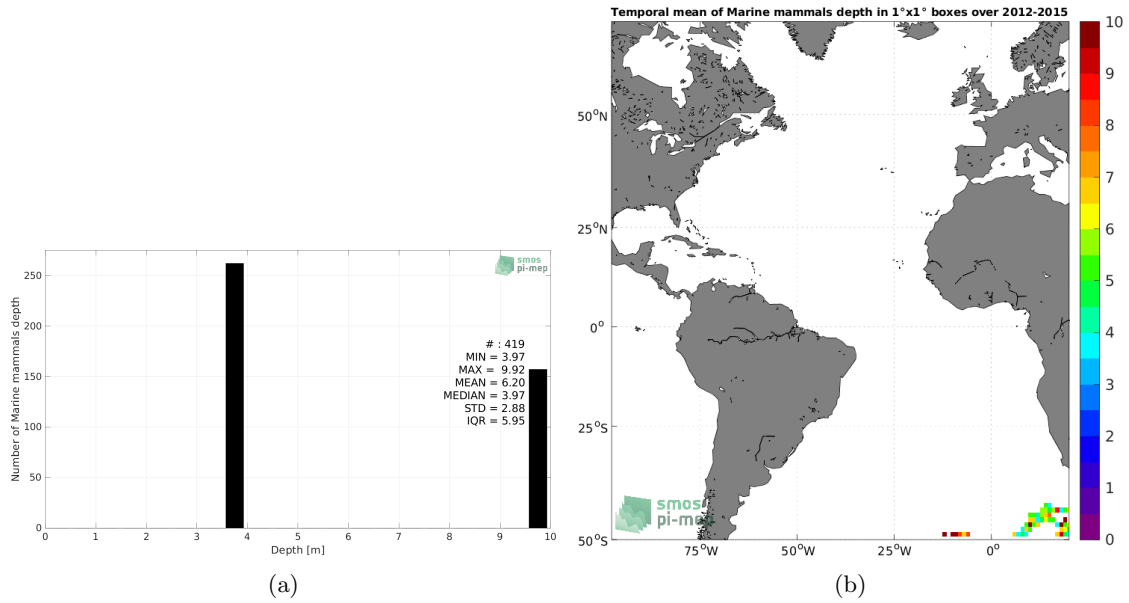 250
200
150
100
50
0
Number of Marine mammals depth
smos
pi-mep
# : 419
MIN = 3.97
MAX = 9.92
MEAN = 6.20
MEDIAN = 3.97
STD = 2.88
IQR = 5.95
0 1 2 3 4 5 6 7 8 9 10
Depth [m]
(a)
Temporal mean of Marine mammals depth in 1°x1° boxes over 2012-2015
50°N
25°N
0°
25°S
50°S
75°W 50°W 25°W 0°
smos
pi-mep
10
9
8
7
6
5
4
3
2
1
0
(b)